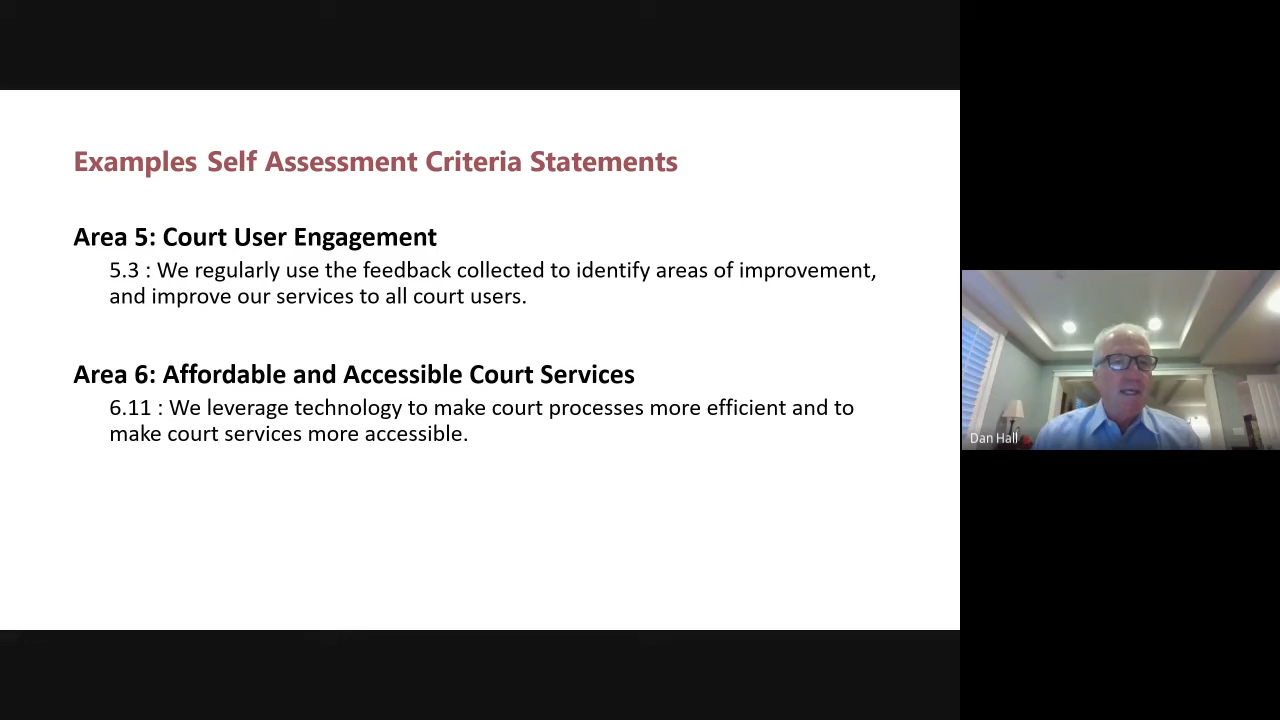 Examples Self Assessment Criteria Statements
Area 5: Court User Engagement
5.3 : We regularly use the feedback collected to identify areas of improvement,
and improve our services to all court users.
Area 6: Affordable and Accessible Court Services
6.11 : We leverage technology to make court processes more efficient and to
make court services more accessible.
Dan Hall